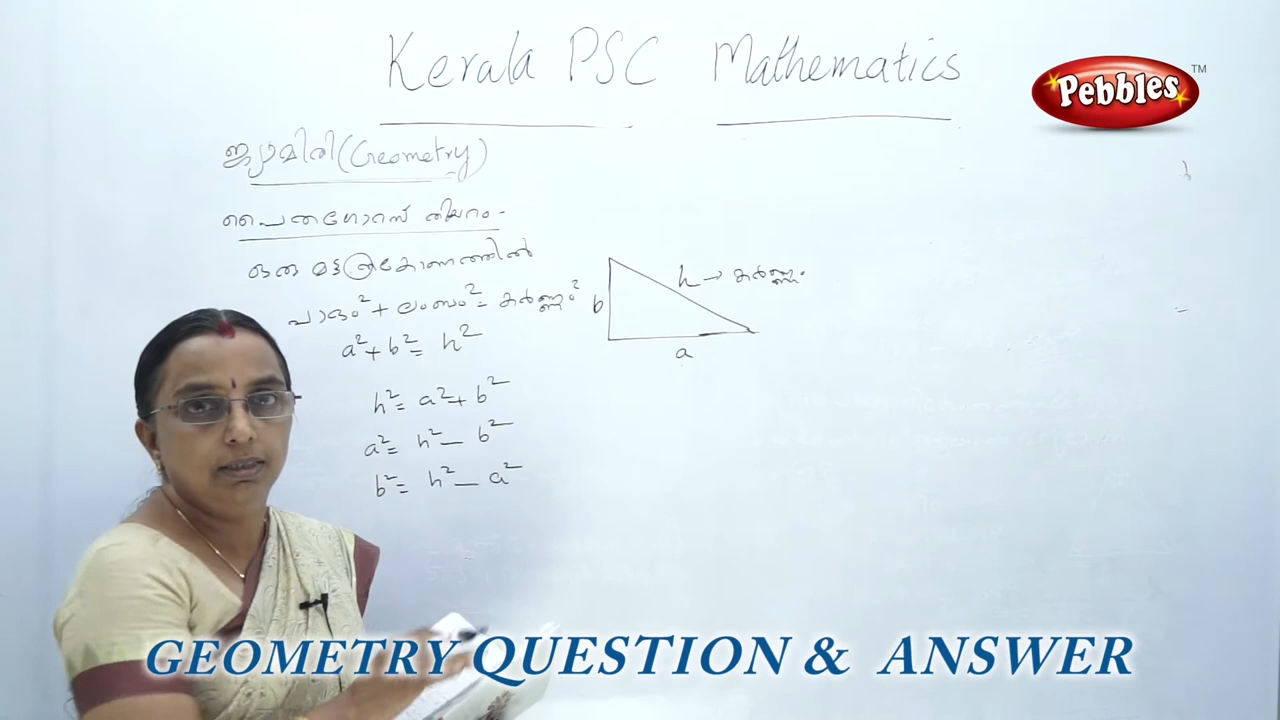 Kerala PSC Mathematics
Pebbles TM
ജ്യാമിതി (Geometry)
പൈതഗോറസ് നിയമം -
ഒരു മട്ടത്രികോണത്തിൽ
പാദം² + ലംബം² = കർണ്ണം²
a² + b² = h²
h² = a² + b²
a² = h² - b²
b² = h² - a²
h → കർണ്ണം
b
a
GEOMETRY QUESTION & ANSWER